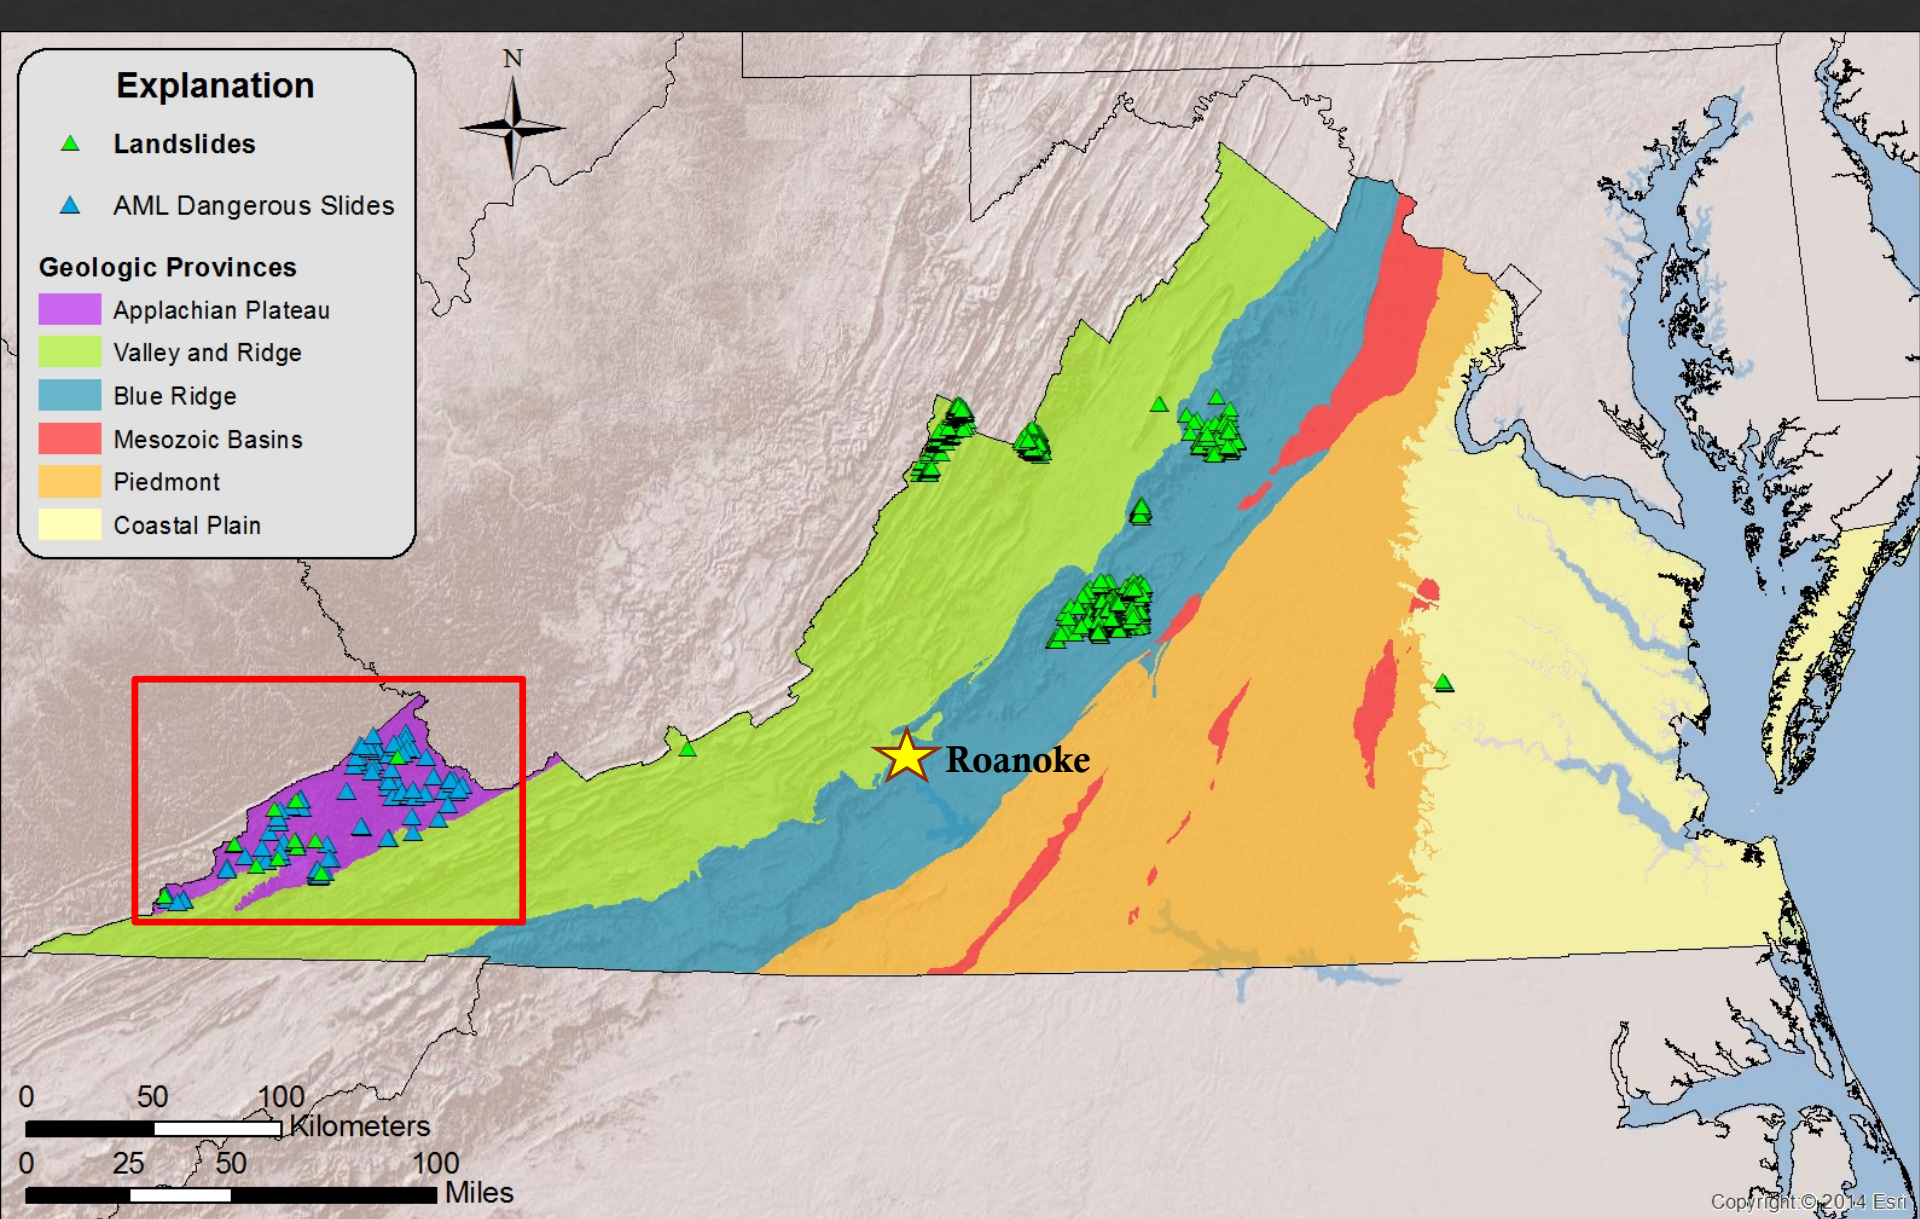 Explanation
Landslides
AML Dangerous Slides
Geologic Provinces
Applachian Plateau
Valley and Ridge
Blue Ridge
Mesozoic Basins
Piedmont
Coastal Plain
N
Roanoke
0 50 100
Kilometers
0 25 50 100
Miles
Copyright:© 2014 Esri